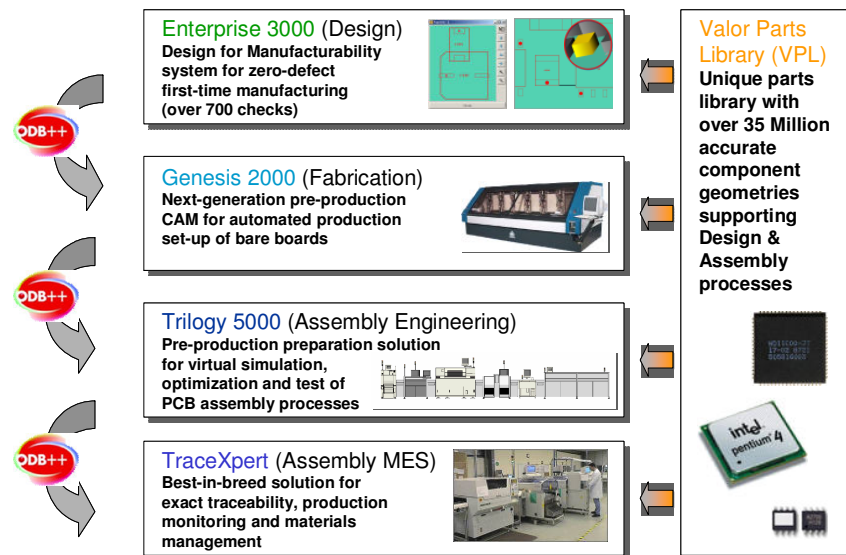 Enterprise 3000 (Design)
Design for Manufacturability
system for zero-defect
first-time manufacturing
(over 700 checks)
ODB++
Genesis 2000 (Fabrication)
Next-generation pre-production
CAM for automated production
set-up of bare boards
ODB++
Trilogy 5000 (Assembly Engineering)
Pre-production preparation solution
for virtual simulation,
optimization and test of
PCB assembly processes
ODB++
TraceXpert (Assembly MES)
Best-in-breed solution for
exact traceability, production
monitoring and materials
management
Valor Parts
Library (VPL)
Unique parts
library with
over 35 Million
accurate
component
geometries
supporting
Design &
Assembly
processes
intel
pentium 4